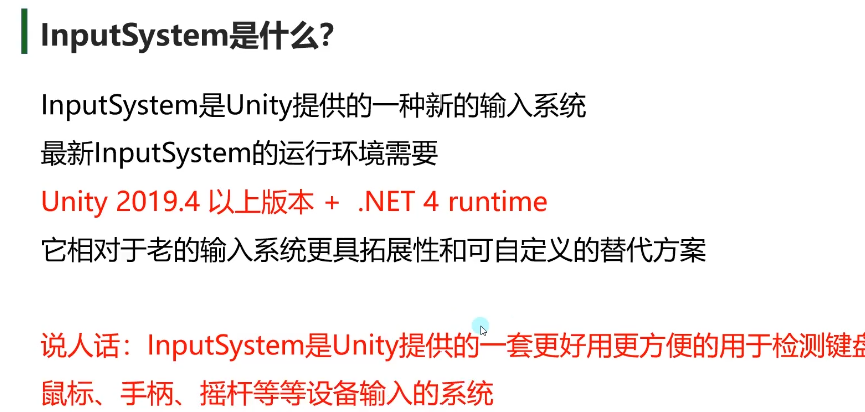 InputSystem是什么?
InputSystem是Unity提供的一种新的输入系统
最新InputSystem的运行环境需要
Unity 2019.4 以上版本 + .NET 4 runtime
它相对于老的输入系统更具拓展性和可自定义的替代方案
说人话：InputSystem是Unity提供的一套更好用更方便的用于检测键盘
鼠标、手柄、摇杆等等设备输入的系统